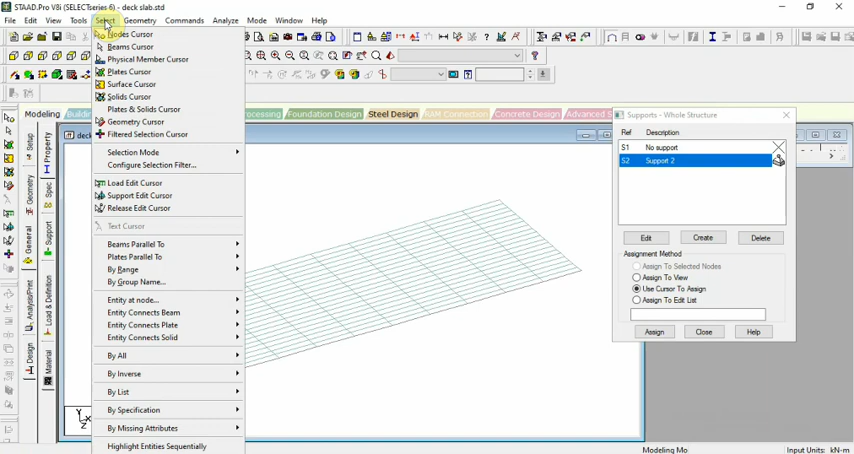 STAAD.Pro V8i (SELECTseries 6) - deck slab.std
File Edit View Tools Select Geometry Commands Analyze Mode Window Help
Modeling Building ocessing Foundation Design Steel Design RAM Connection Concrete Design Advanced S
deck
Nodes Cursor
Beams Cursor
Physical Member Cursor
Plates Cursor
Surface Cursor
Solids Cursor
Plates & Solids Cursor
Geometry Cursor
Filtered Selection Cursor
Selection Mode
Configure Selection Filter...
Load Edit Cursor
Support Edit Cursor
Release Edit Cursor
Text Cursor
Beams Parallel To
Plates Parallel To
By Range
By Group Name...
Entity at node...
Entity Connects Beam
Entity Connects Plate
Entity Connects Solid
By All
By Inverse
By List
By Specification
By Missing Attributes
Highlight Entities Sequentially
Setup
Geometry
General
Analysis/Print
Design
Property
Spec
Support
Load & Definition
Material
Y
X
Z
Supports - Whole Structure
Ref Description
S1 No support
S2 Support 2
Edit Create Delete
Assignment Method
Assign To Selected Nodes
Assign To View
Use Cursor To Assign
Assign To Edit List
Assign Close Help
Modeling Mo Input Units: kN-m